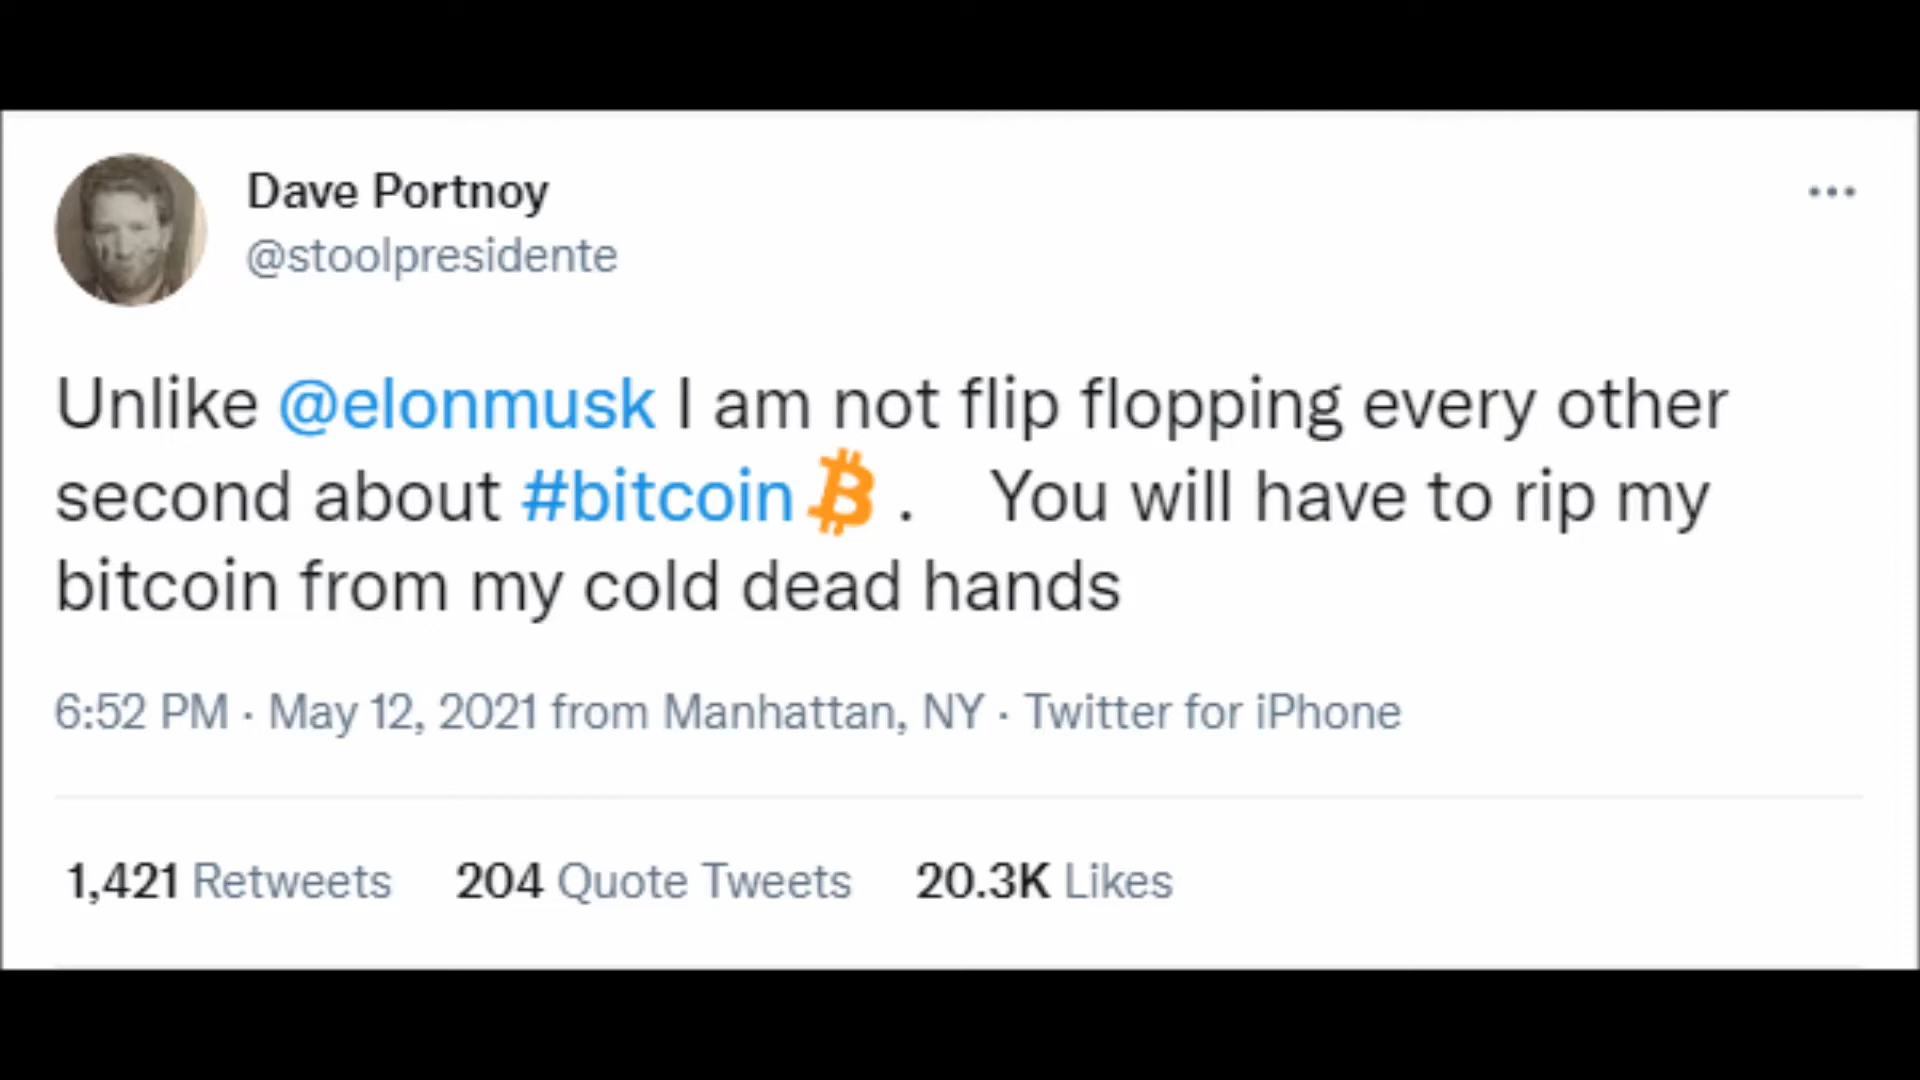 Dave Portnoy
@stoolpresidente
Unlike @elonmusk I am not flip flopping every other
second about #bitcoin . You will have to rip my
bitcoin from my cold dead hands
6:52 PM · May 12, 2021 from Manhattan, NY · Twitter for iPhone
1,421 Retweets 204 Quote Tweets 20.3K Likes